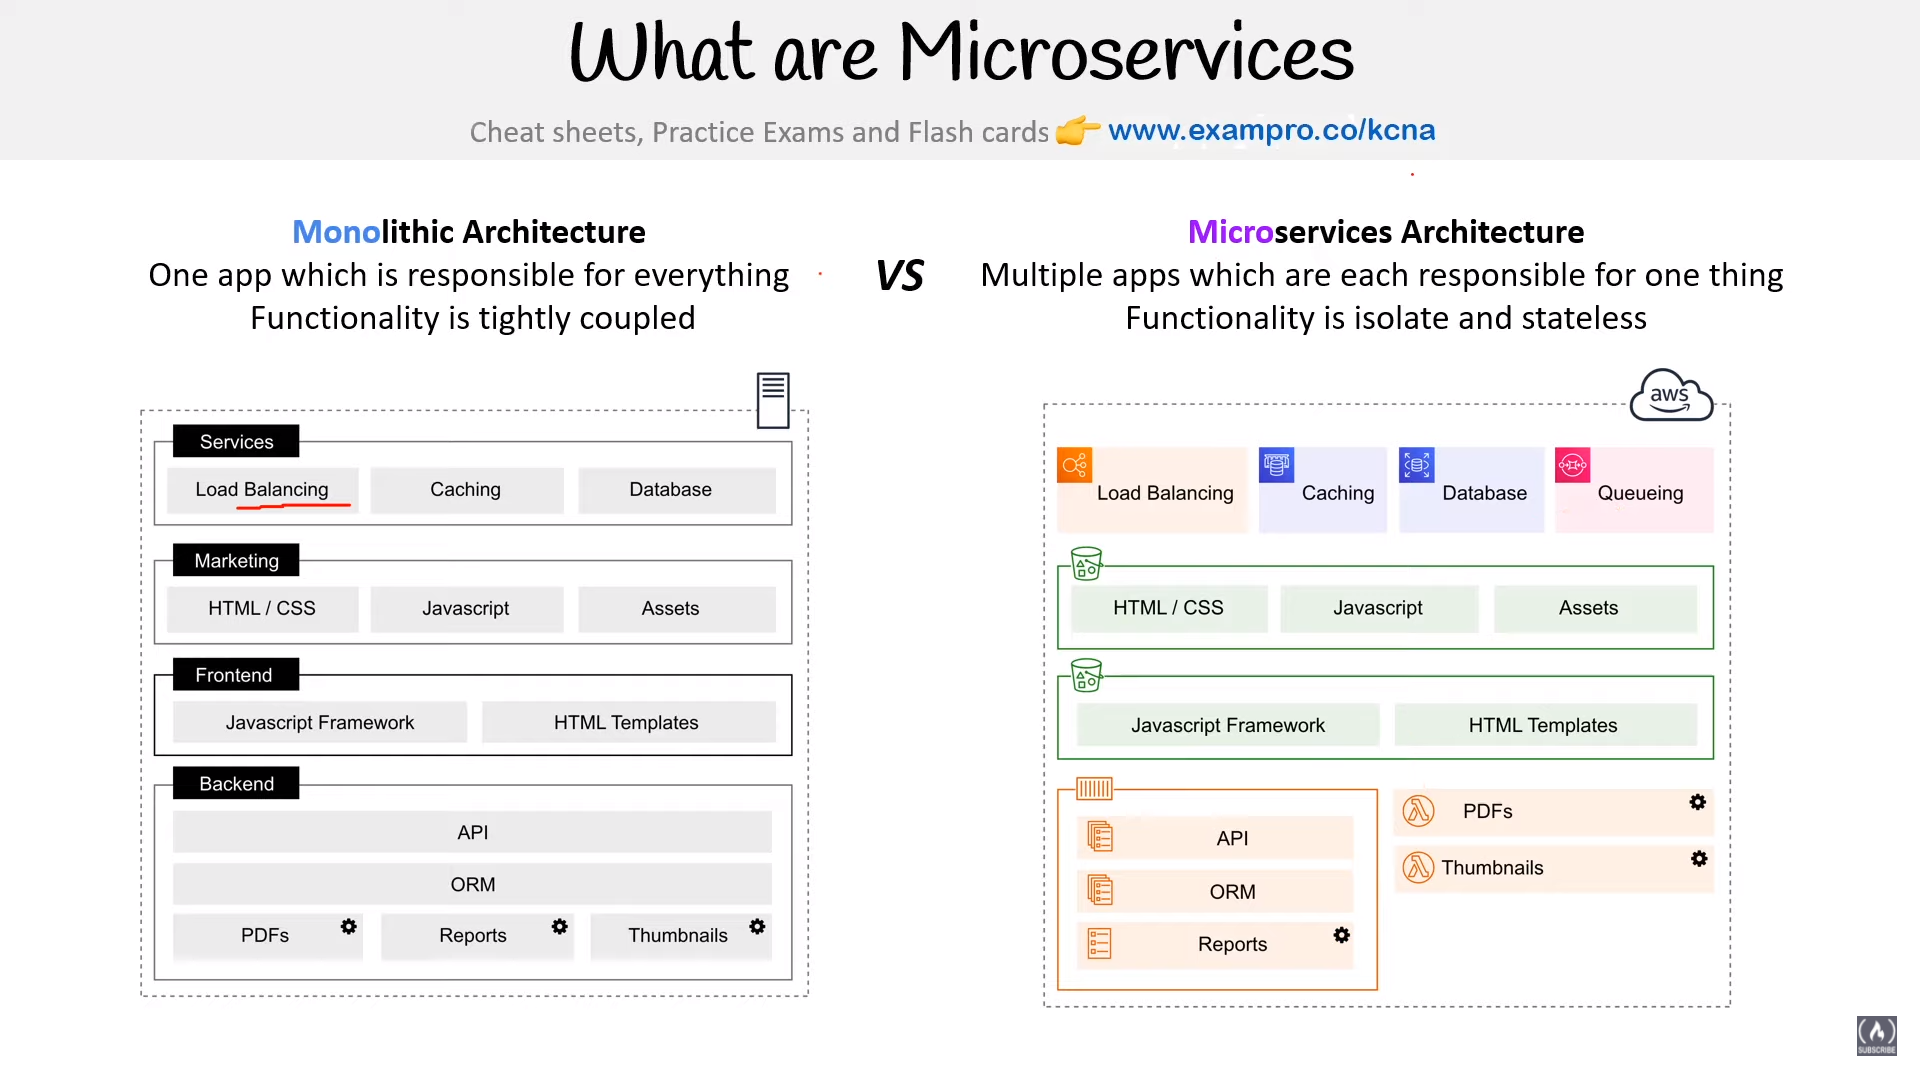 What are Microservices
Cheat sheets, Practice Exams and Flash cards 👉 www.exampro.co/kcna
Monolithic Architecture
One app which is responsible for everything
Functionality is tightly coupled
VS
Microservices Architecture
Multiple apps which are each responsible for one thing
Functionality is isolate and stateless
Services
Load Balancing
Caching
Database
Marketing
HTML / CSS
Javascript
Assets
Frontend
Javascript Framework
HTML Templates
Backend
API
ORM
PDFs
Reports
Thumbnails
aws
Load Balancing
Caching
Database
Queueing
HTML / CSS
Javascript
Assets
Javascript Framework
HTML Templates
API
ORM
Reports
PDFs
Thumbnails
SUBSCRIBE